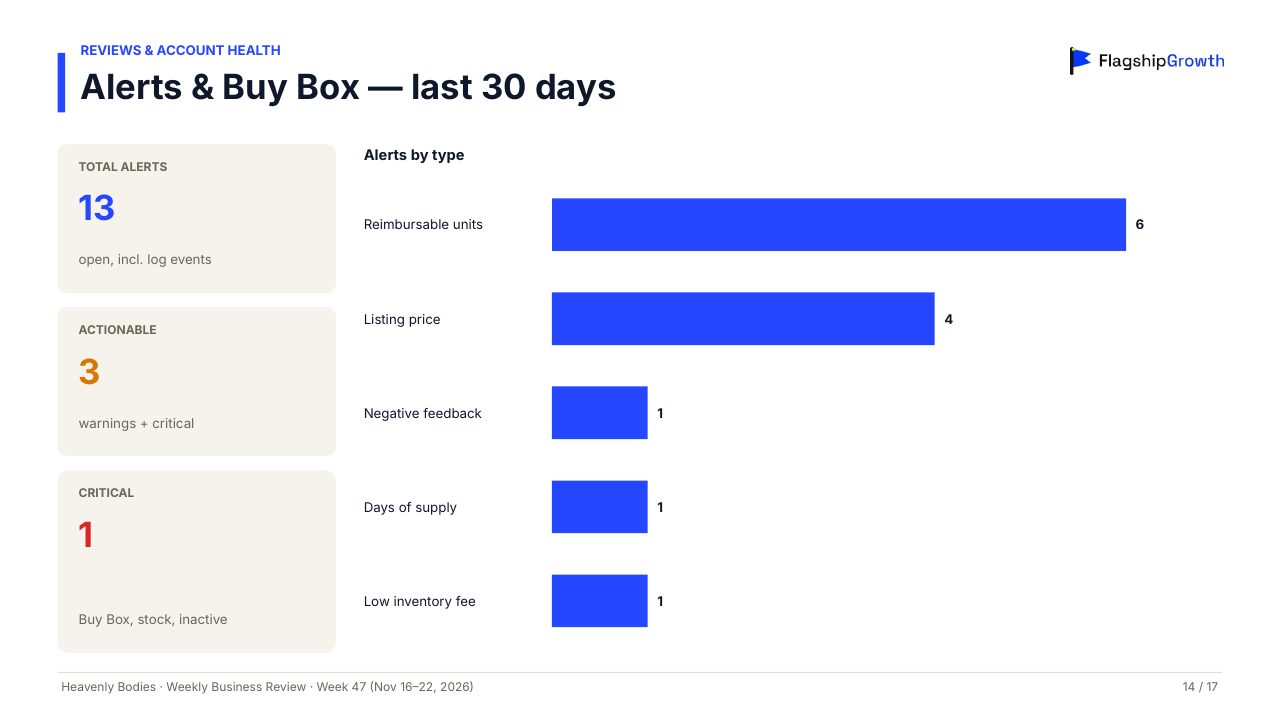 REVIEWS & ACCOUNT HEALTH
Alerts & Buy Box — last 30 days
FlagshipGrowth
TOTAL ALERTS
13
open, incl. log events
ACTIONABLE
3
warnings + critical
CRITICAL
1
Buy Box, stock, inactive
Alerts by type
Reimbursable units 6
Listing price 4
Negative feedback 1
Days of supply 1
Low inventory fee 1
Heavenly Bodies · Weekly Business Review · Week 47 (Nov 16–22, 2026)
14 / 17